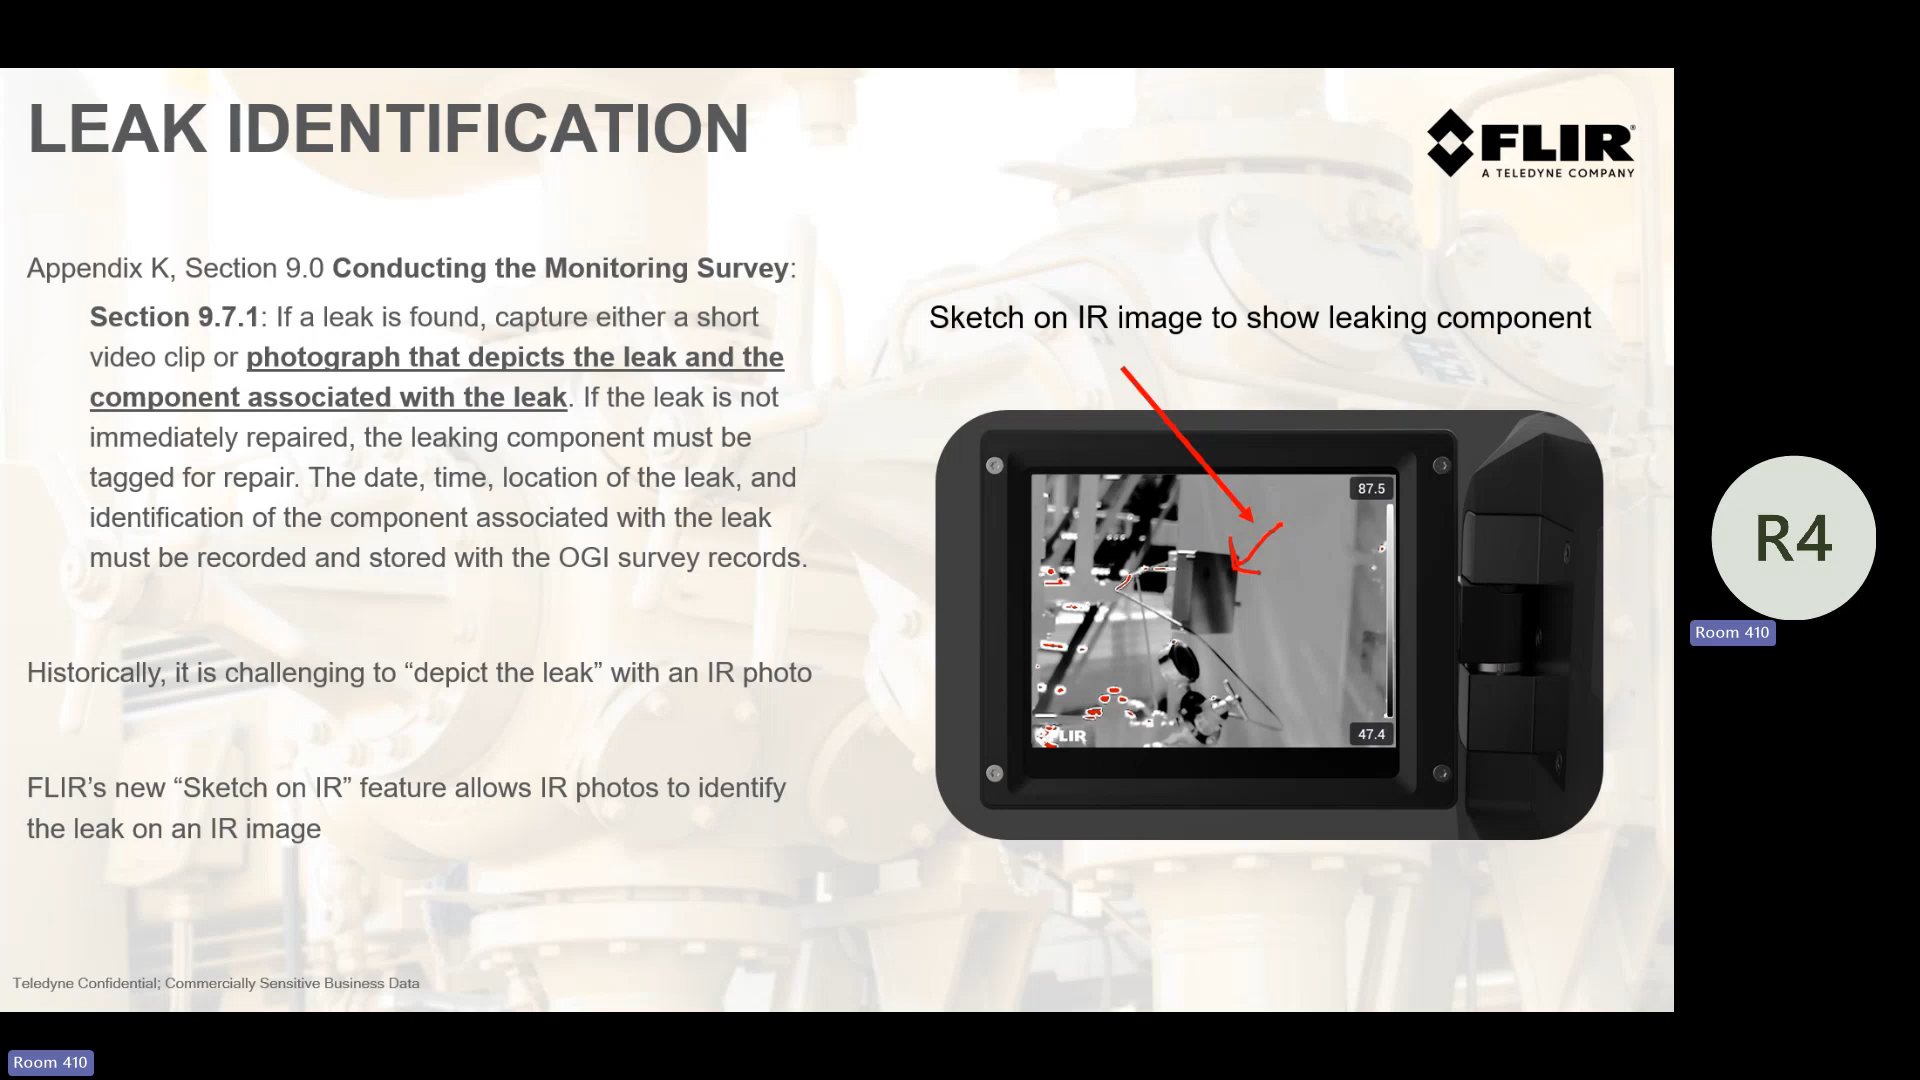 LEAK IDENTIFICATION
FLIR®
A TELEDYNE COMPANY
Appendix K, Section 9.0 Conducting the Monitoring Survey:
Section 9.7.1: If a leak is found, capture either a short
video clip or photograph that depicts the leak and the
component associated with the leak. If the leak is not
immediately repaired, the leaking component must be
tagged for repair. The date, time, location of the leak, and
identification of the component associated with the leak
must be recorded and stored with the OGI survey records.
Historically, it is challenging to “depict the leak” with an IR photo
FLIR’s new “Sketch on IR” feature allows IR photos to identify
the leak on an IR image
Sketch on IR image to show leaking component
87.5
47.4
FLIR
Teledyne Confidential; Commercially Sensitive Business Data
R4
Room 410
Room 410